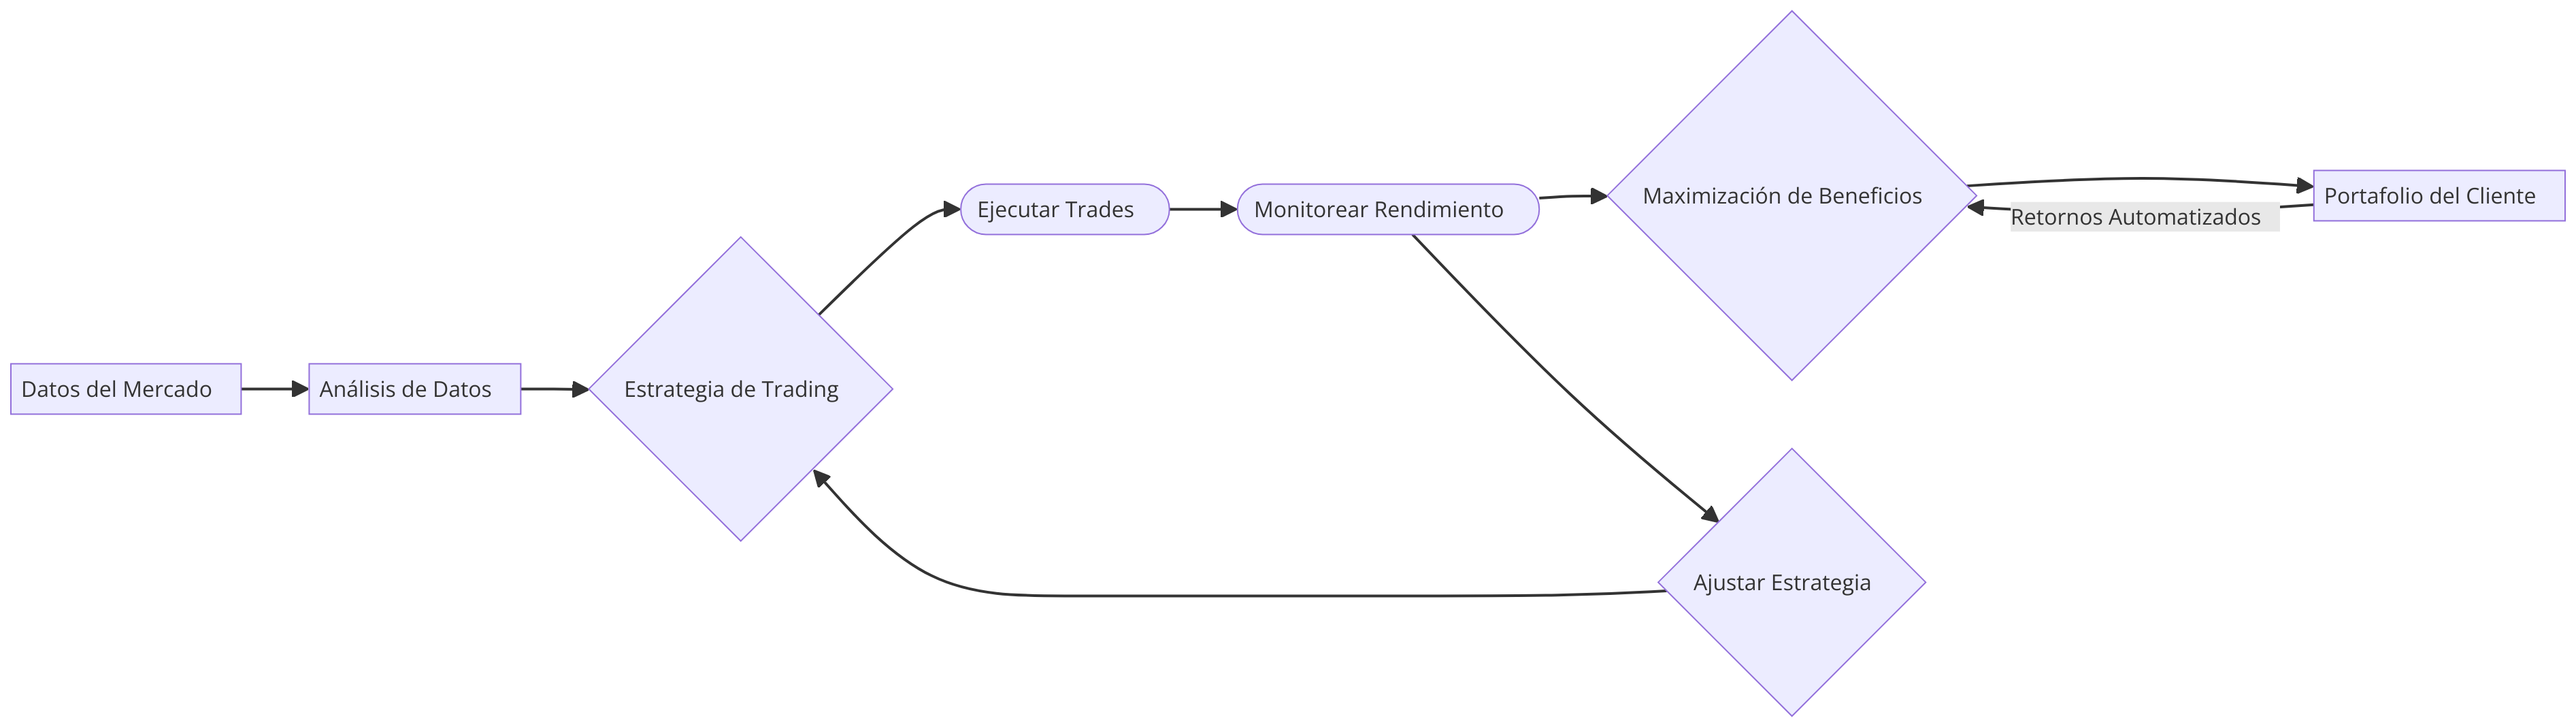 Datos del Mercado
Análisis de Datos
Estrategia de Trading
Ejecutar Trades
Monitorear Rendimiento
Maximización de Beneficios
Retornos Automatizados
Portafolio del Cliente
Ajustar Estrategia